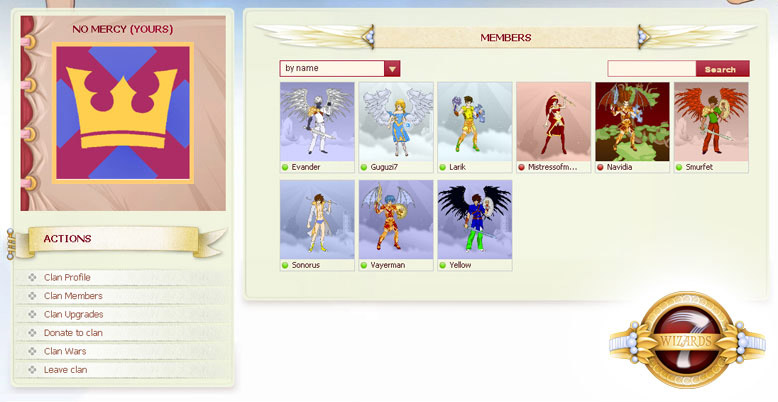 NO MERCY (YOURS)
ACTIONS
Clan Profile
Clan Members
Clan Upgrades
Donate to clan
Clan Wars
Leave clan
MEMBERS
by name
Search
Evander
Guguzi7
Larik
Mistressofm...
Navidia
Smurfet
Sonorus
Vayerman
Yellow
7
WIZARDS